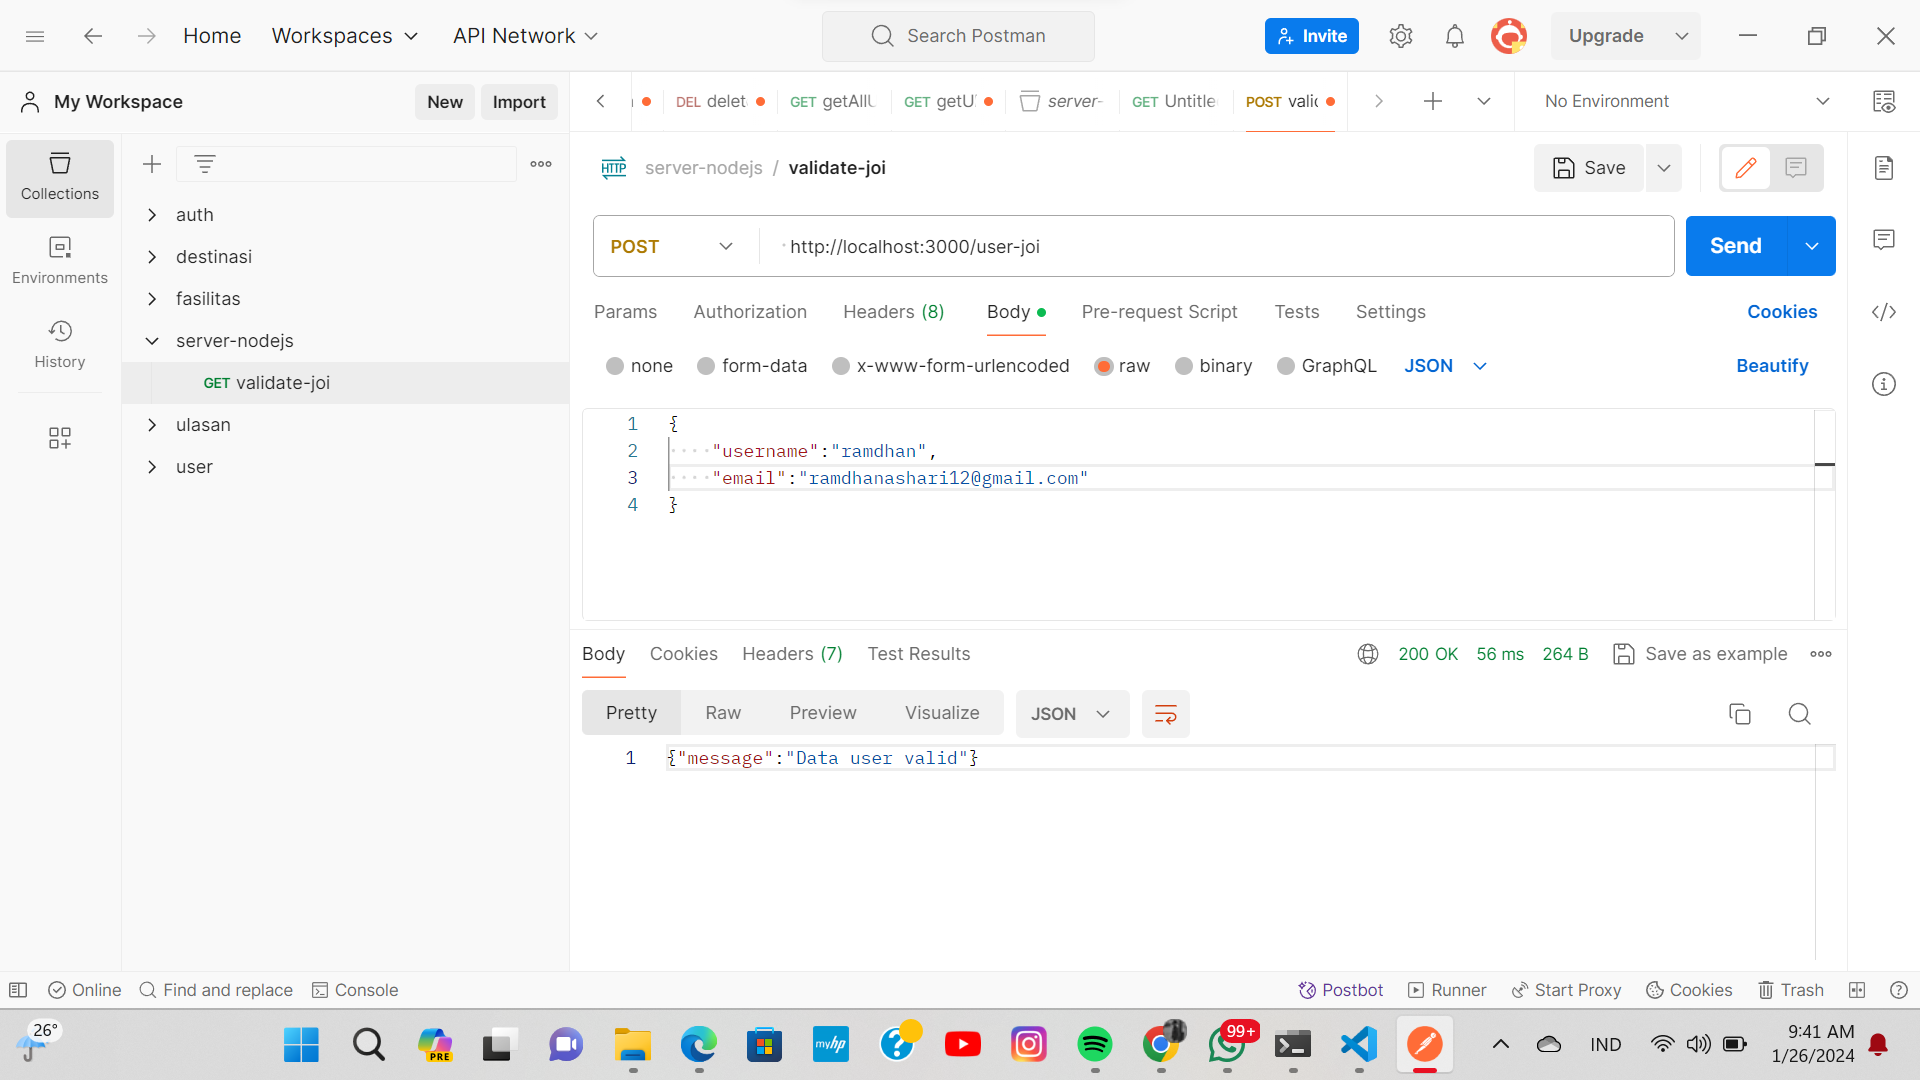 Home
Workspaces
API Network
Search Postman
Invite
Upgrade
My Workspace
New
Import
DEL delet
GET getAllU
GET getU
server-
GET Untitle
POST valid
No Environment
Collections
Environments
History
auth
destinasi
fasilitas
server-nodejs
GET validate-joi
ulasan
user
HTTP
server-nodejs / validate-joi
Save
POST
http://localhost:3000/user-joi
Send
Params
Authorization
Headers (8)
Body
Pre-request Script
Tests
Settings
Cookies
none
form-data
x-www-form-urlencoded
raw
binary
GraphQL
JSON
Beautify
1 {
2 "username":"ramdhan",
3 "email":"ramdhanashari12@gmail.com"
4 }
Body
Cookies
Headers (7)
Test Results
200 OK
56 ms
264 B
Save as example
Pretty
Raw
Preview
Visualize
JSON
1 {"message":"Data user valid"}
Online
Find and replace
Console
Postbot
Runner
Start Proxy
Cookies
Trash
26°
PRE
myhp
99+
IND
9:41 AM
1/26/2024